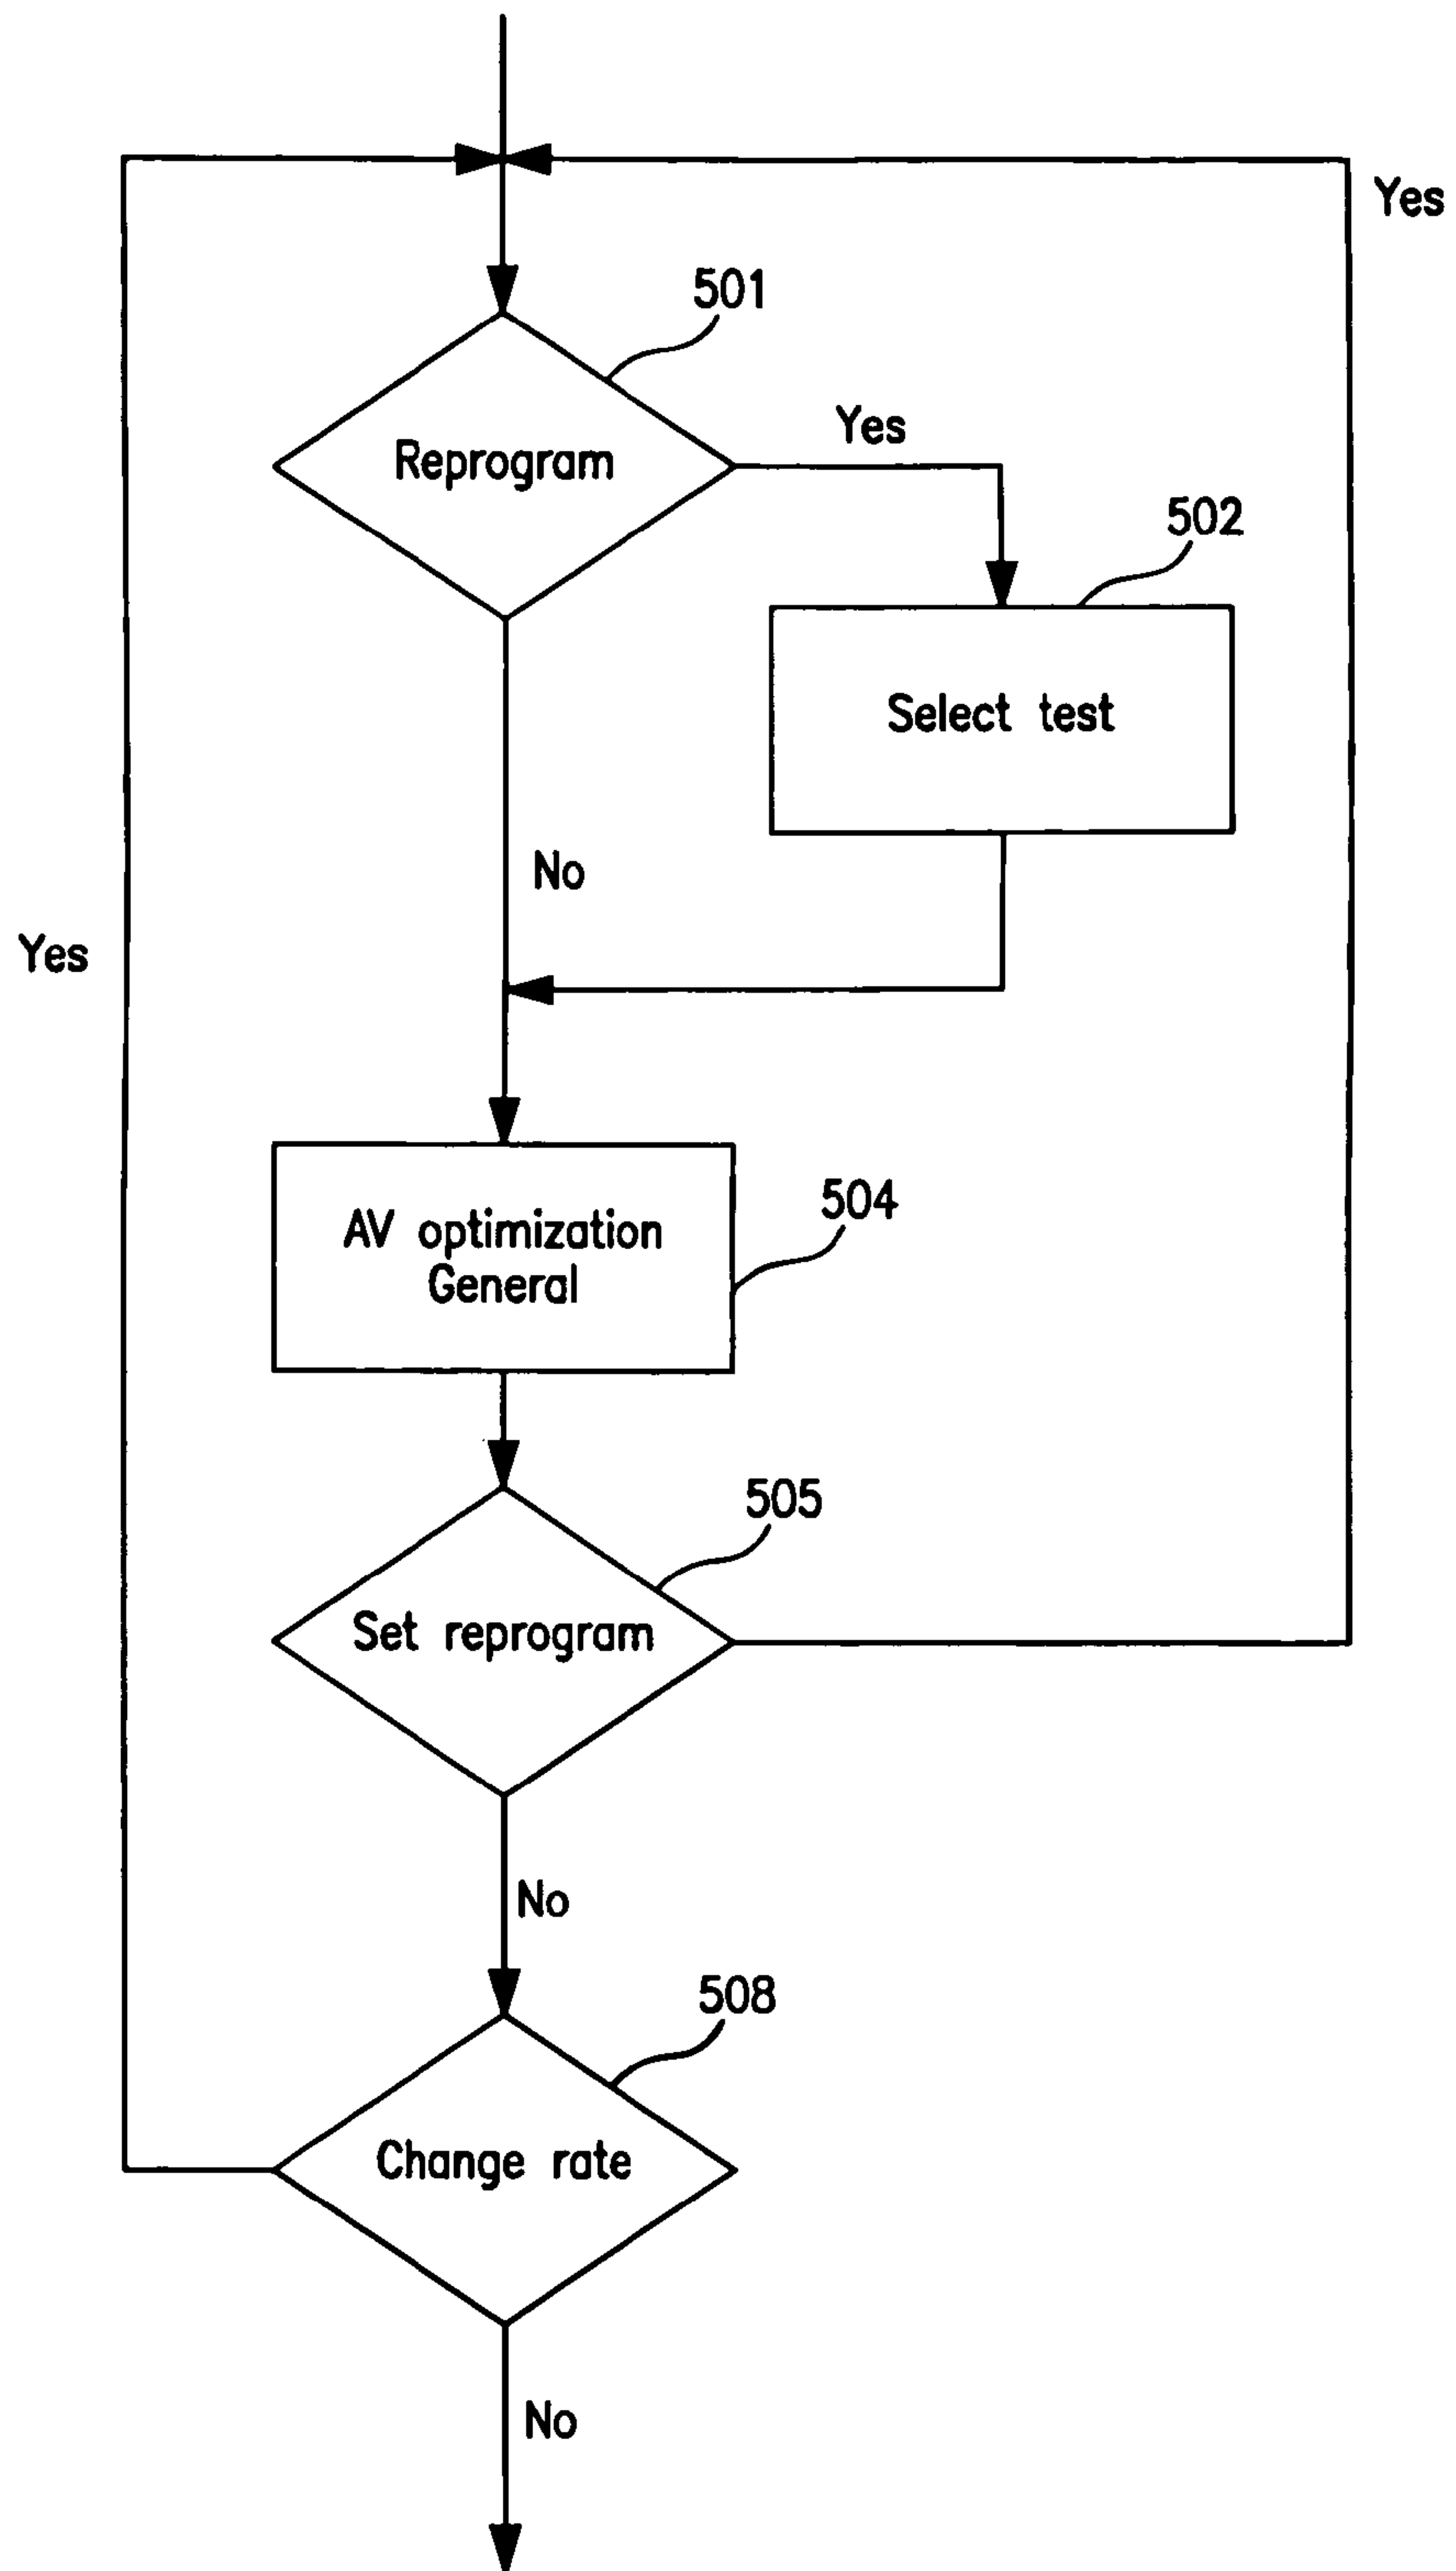 Yes
501
Reprogram
Yes
502
Select test
No
Yes
AV optimization
General
504
505
Set reprogram
No
508
Change rate
No